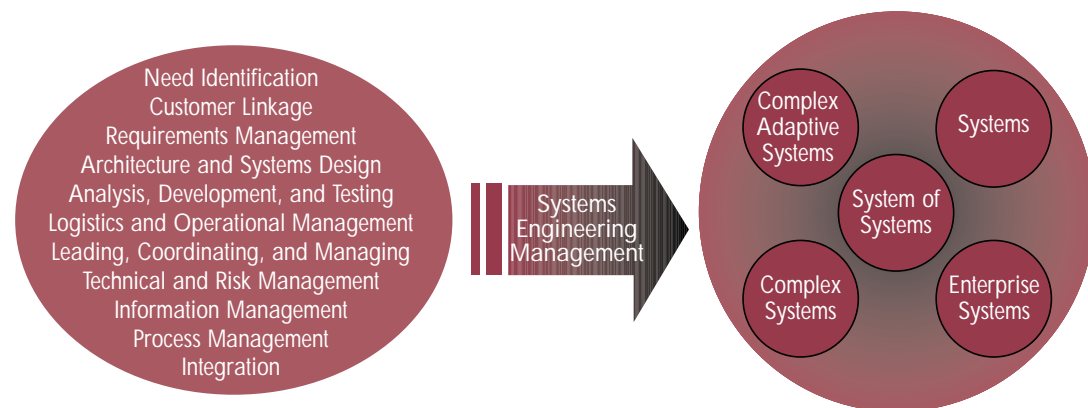 Need Identification
Customer Linkage
Requirements Management
Architecture and Systems Design
Analysis, Development, and Testing
Logistics and Operational Management
Leading, Coordinating, and Managing
Technical and Risk Management
Information Management
Process Management
Integration
Systems
Engineering
Management
Complex
Adaptive
Systems
Systems
System of
Systems
Complex
Systems
Enterprise
Systems